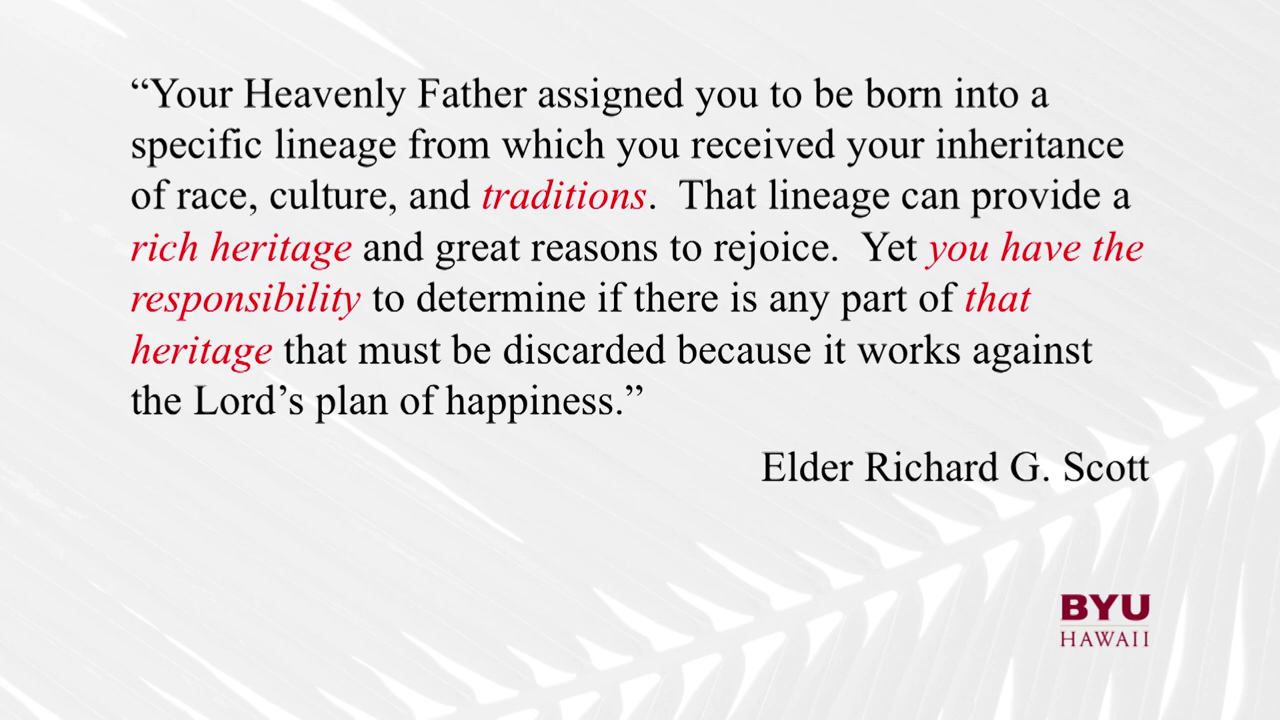 “Your Heavenly Father assigned you to be born into a
specific lineage from which you received your inheritance
of race, culture, and traditions.  That lineage can provide a
rich heritage and great reasons to rejoice.  Yet you have the
responsibility to determine if there is any part of that
heritage that must be discarded because it works against
the Lord’s plan of happiness.”
Elder Richard G. Scott
BYU
HAWAII